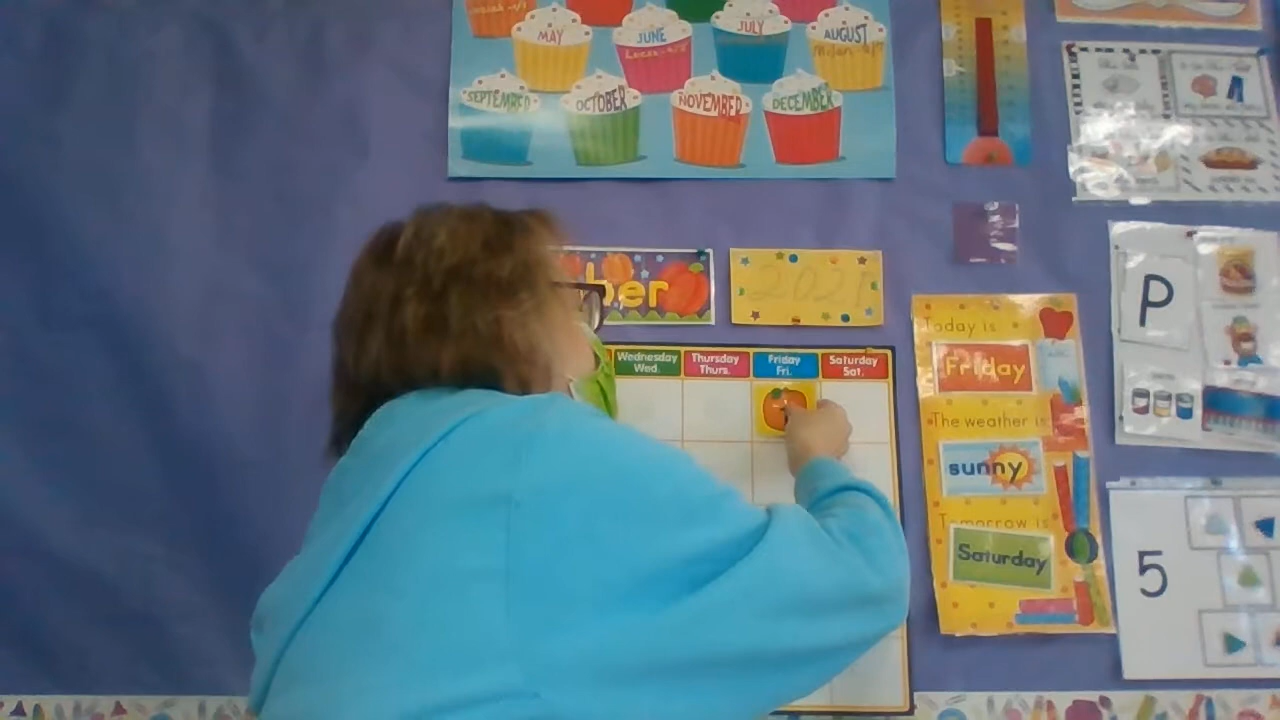 MAY
JUNE
JULY
AUGUST
SEPTEMBER
OCTOBER
NOVEMBER
DECEMBER
ber
2021
Wednesday
Wed.
Thursday
Thurs.
Friday
Fri.
Saturday
Sat.
Today is
Friday
The weather is
sunny
Tomorrow is
Saturday
P
5